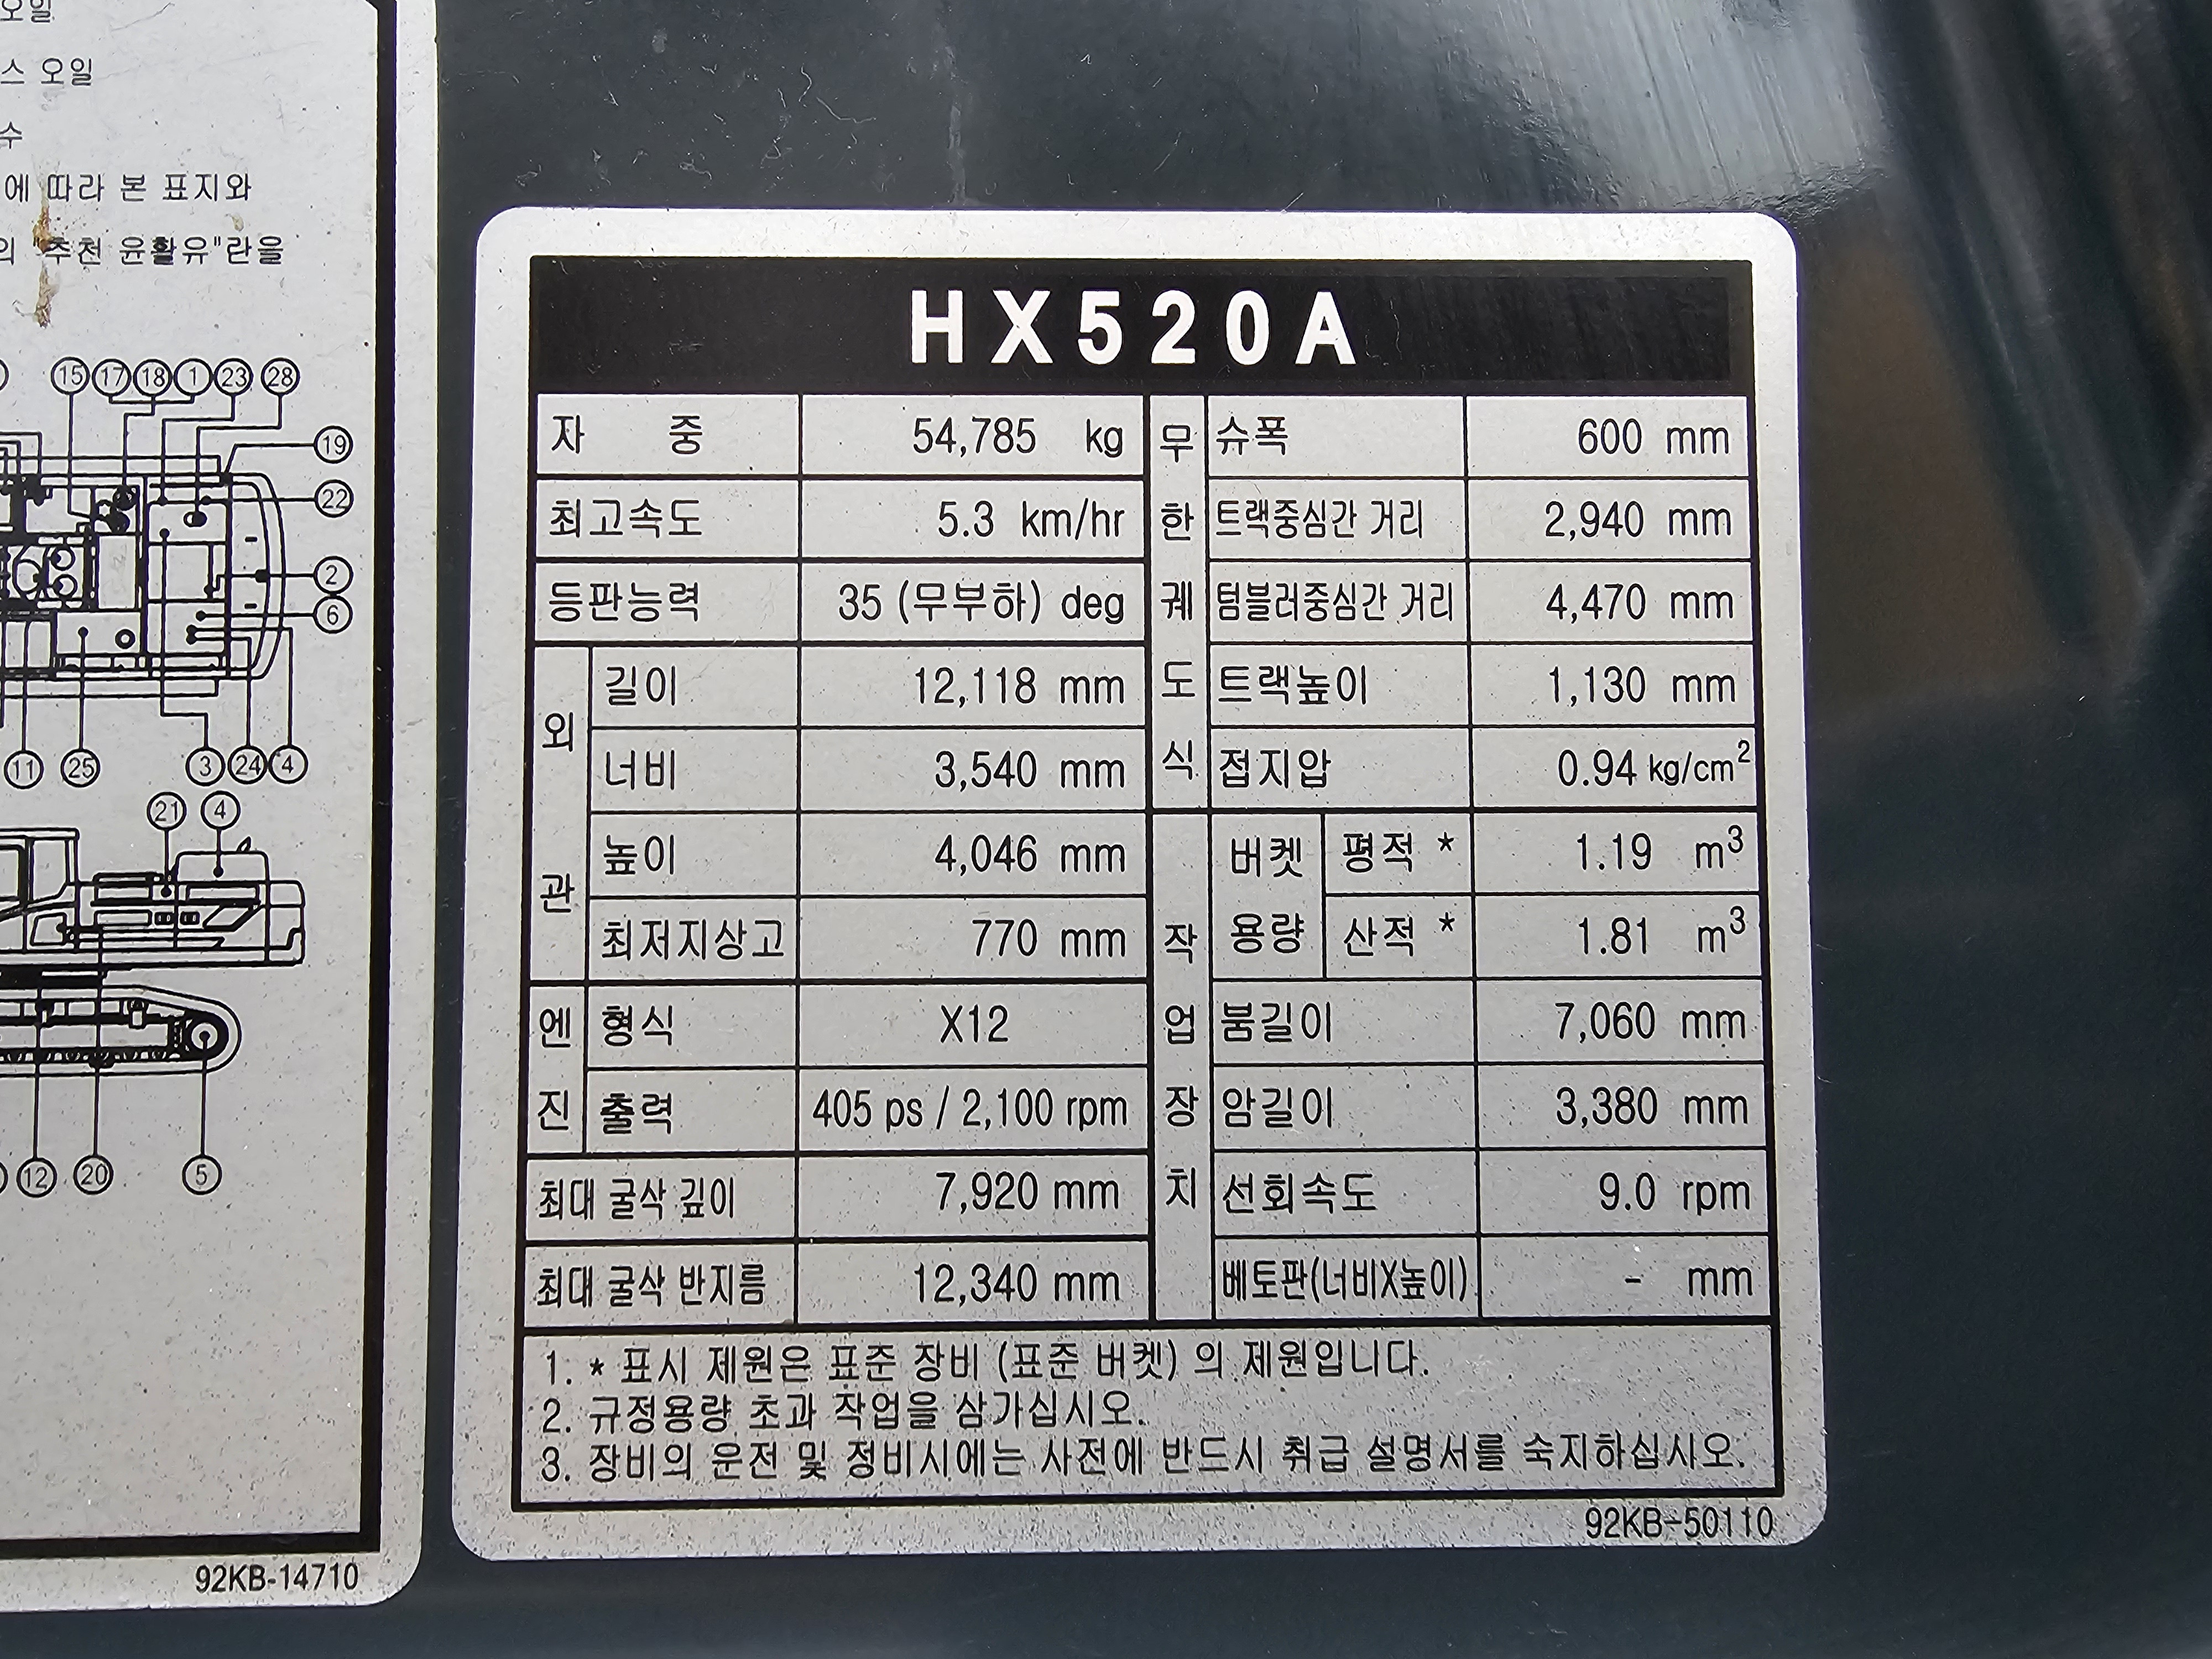 오일
스 오일
수
에 따라 본 표지와
의 "추천 윤활유"란을
15 17 18 1 23 28
19
22
2
6
11 25 3 24 4
21 4
12 20 5
92KB-14710
HX520A
자 중 54,785 kg
최고속도 5.3 km/hr
등판능력 35 (무부하) deg
외관
길이 12,118 mm
너비 3,540 mm
높이 4,046 mm
최저지상고 770 mm
엔진
형식 X12
출력 405 ps / 2,100 rpm
최대 굴삭 깊이 7,920 mm
최대 굴삭 반지름 12,340 mm
무한궤도식
슈폭 600 mm
트랙중심간 거리 2,940 mm
텀블러중심간 거리 4,470 mm
트랙높이 1,130 mm
접지압 0.94 kg/cm²
작업장치
버켓 용량
평적 * 1.19 m³
산적 * 1.81 m³
붐길이 7,060 mm
암길이 3,380 mm
선회속도 9.0 rpm
베토판(너비X높이) - mm
1. * 표시 제원은 표준 장비 (표준 버켓) 의 제원입니다.
2. 규정용량 초과 작업을 삼가십시오.
3. 장비의 운전 및 정비시에는 사전에 반드시 취급 설명서를 숙지하십시오.
92KB-50110